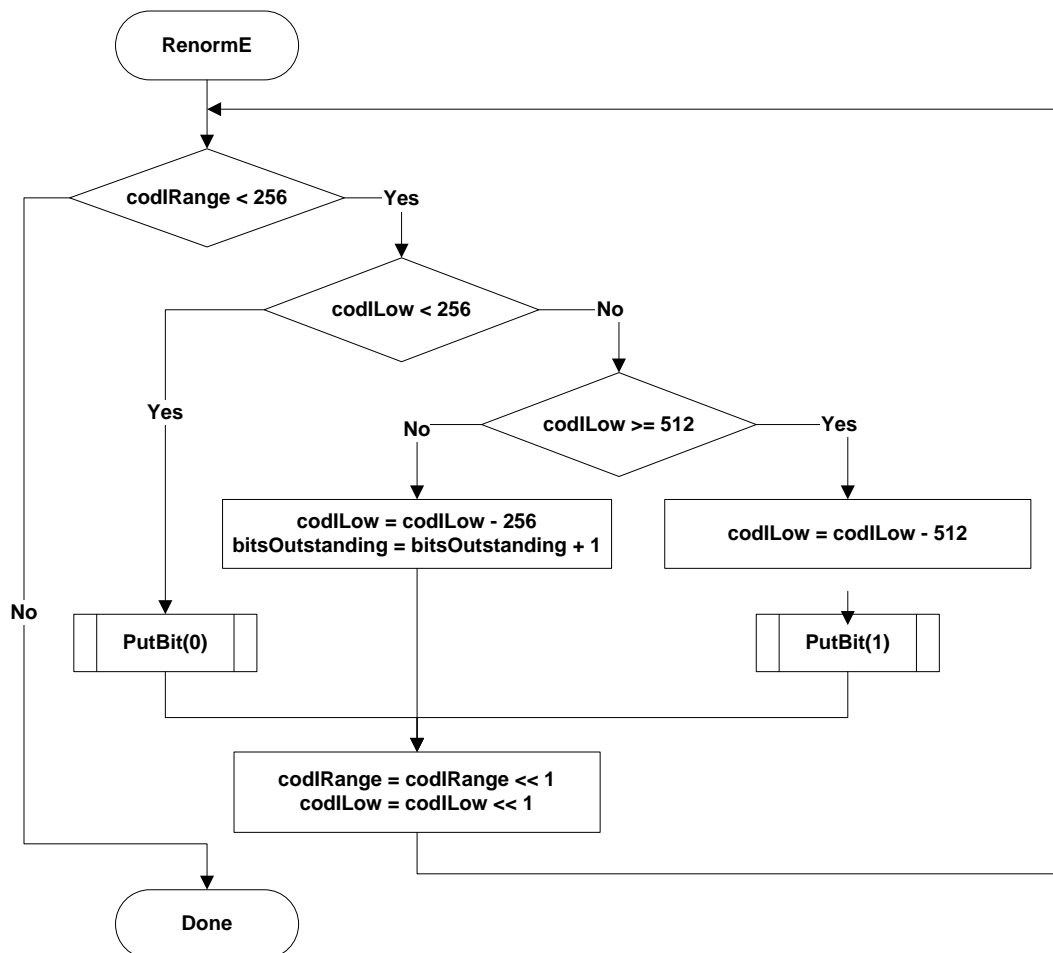 RenormE
codIRange < 256
Yes
codILow < 256
No
Yes
codILow >= 512
No
Yes
codILow = codILow - 256
bitsOutstanding = bitsOutstanding + 1
codILow = codILow - 512
No
PutBit(0)
PutBit(1)
codIRange = codIRange << 1
codILow = codILow << 1
Done